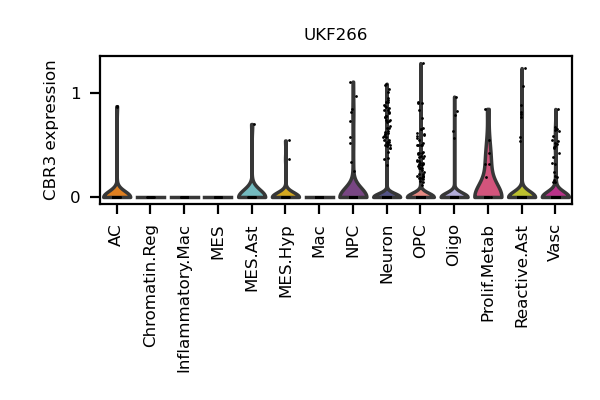 UKF266
CBR3 expression
1
0
AC
Chromatin.Reg
Inflammatory.Mac
MES
MES.Ast
MES.Hyp
Mac
NPC
Neuron
OPC
Oligo
Prolif.Metab
Reactive.Ast
Vasc